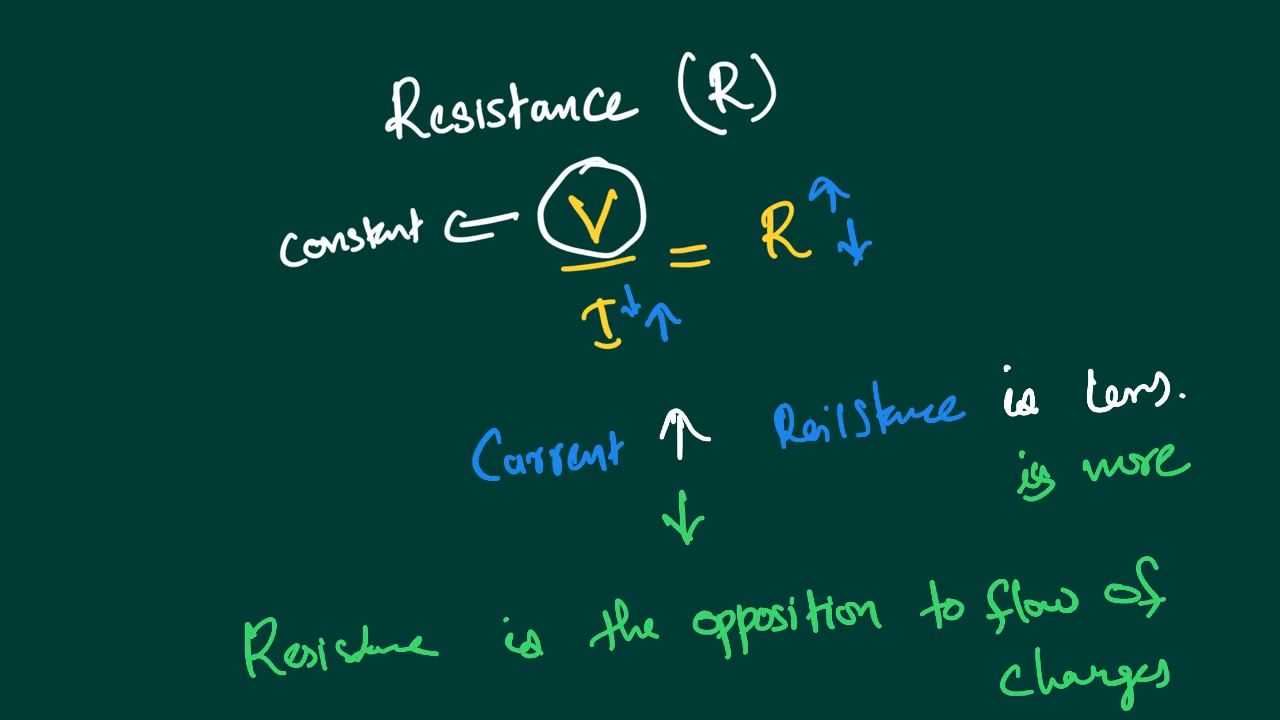 Resistance (R)
constant ← V / I ↓ ↑ = R ↑ ↓
Current ↑ Resistance is less.
↓ is more
Resistance is the opposition to flow of
charges